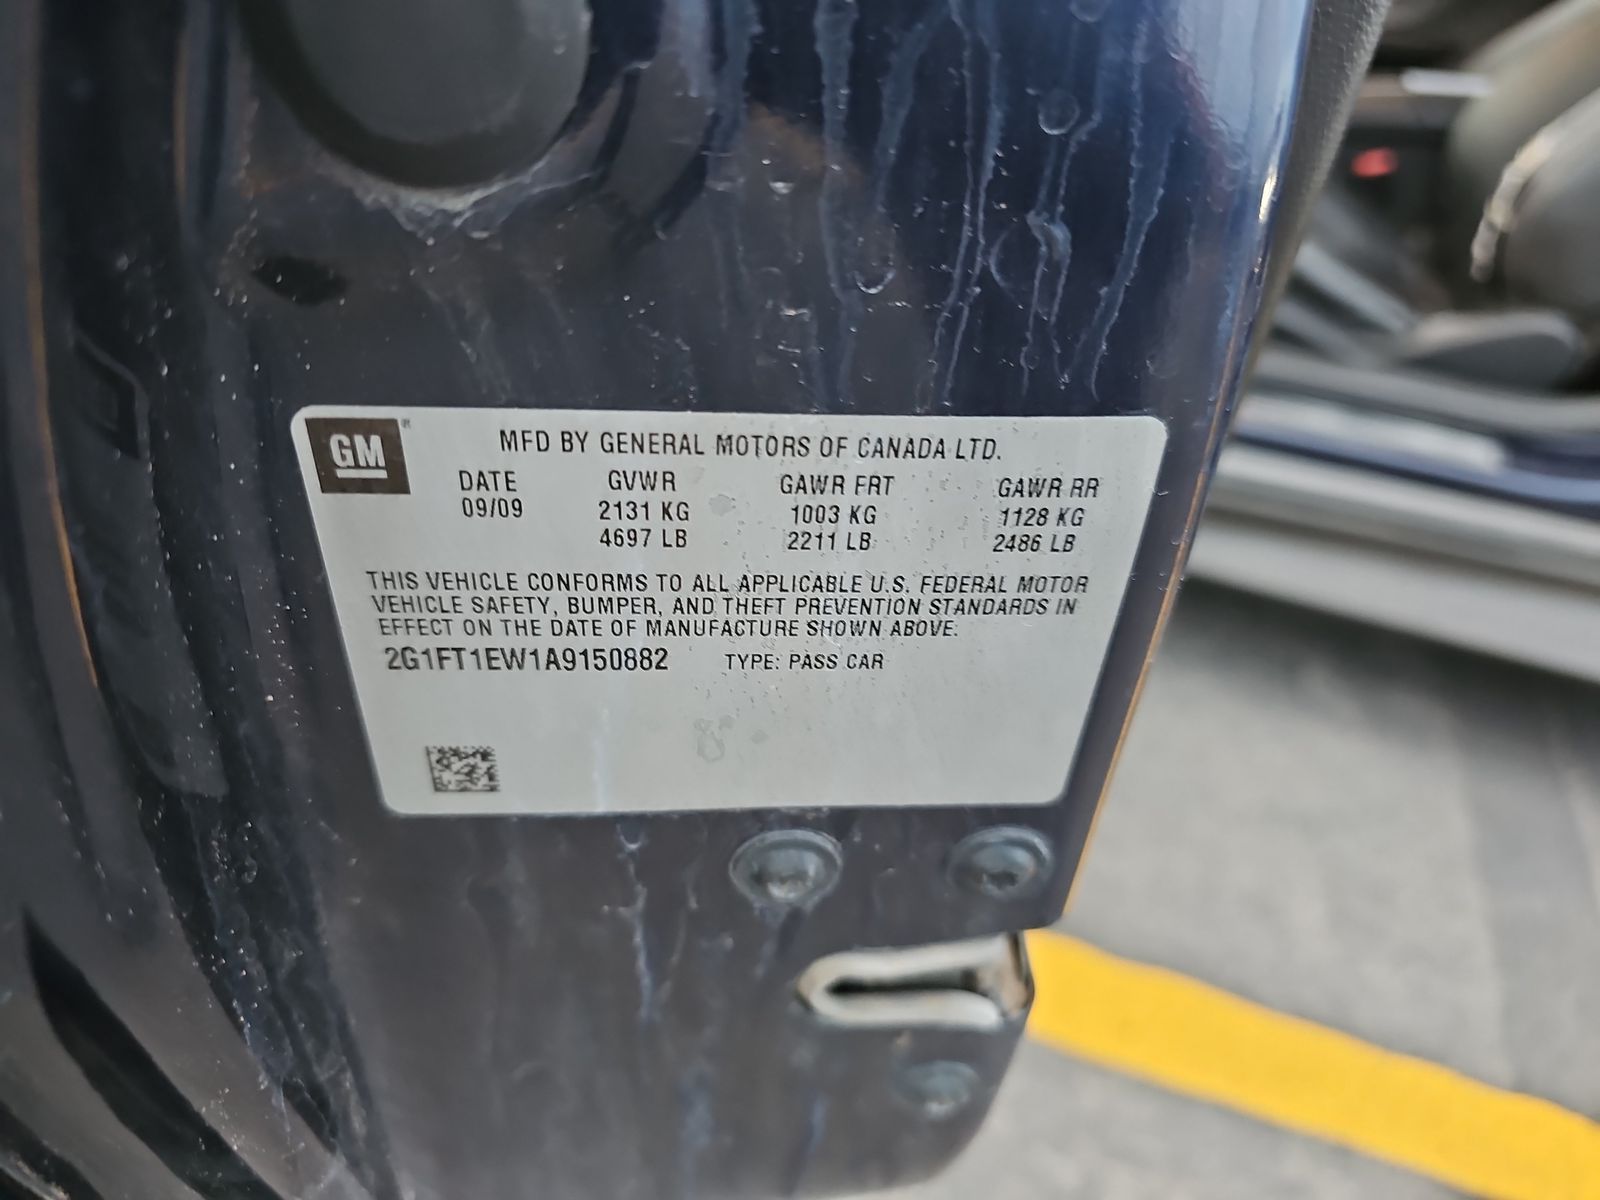 GM®
MFD BY GENERAL MOTORS OF CANADA LTD.
DATE GVWR GAWR FRT GAWR RR
09/09 2131 KG 1003 KG 1128 KG
4697 LB 2211 LB 2486 LB
THIS VEHICLE CONFORMS TO ALL APPLICABLE U.S. FEDERAL MOTOR
VEHICLE SAFETY, BUMPER, AND THEFT PREVENTION STANDARDS IN
EFFECT ON THE DATE OF MANUFACTURE SHOWN ABOVE.
2G1FT1EW1A9150882 TYPE: PASS CAR